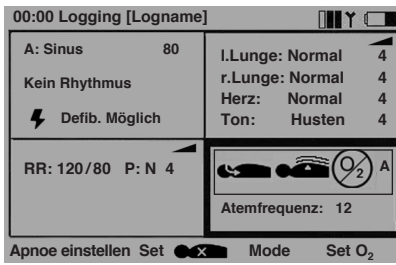 00:00 Logging [Logname]
A: Sinus 80
Kein Rhythmus
Defib. Möglich
l.Lunge: Normal 4
r.Lunge: Normal 4
Herz: Normal 4
Ton: Husten 4
RR: 120/80 P: N 4
O2 A
Atemfrequenz: 12
Apnoe einstellen Set X Mode Set O2